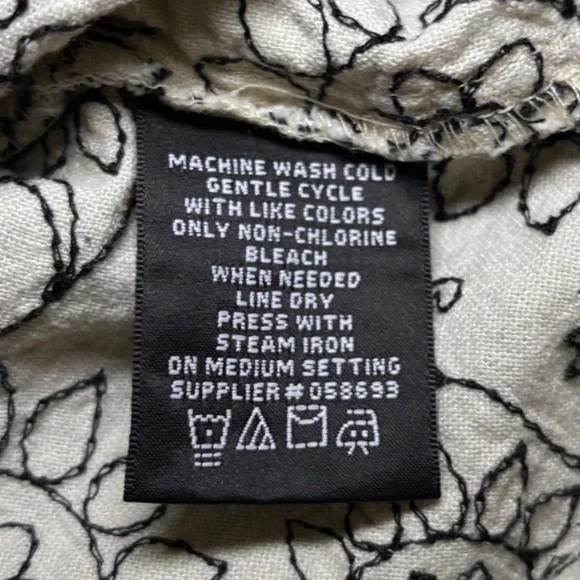 MACHINE WASH COLD
GENTLE CYCLE
WITH LIKE COLORS
ONLY NON-CHLORINE
BLEACH
WHEN NEEDED
LINE DRY
PRESS WITH
STEAM IRON
ON MEDIUM SETTING
SUPPLIER# 058693